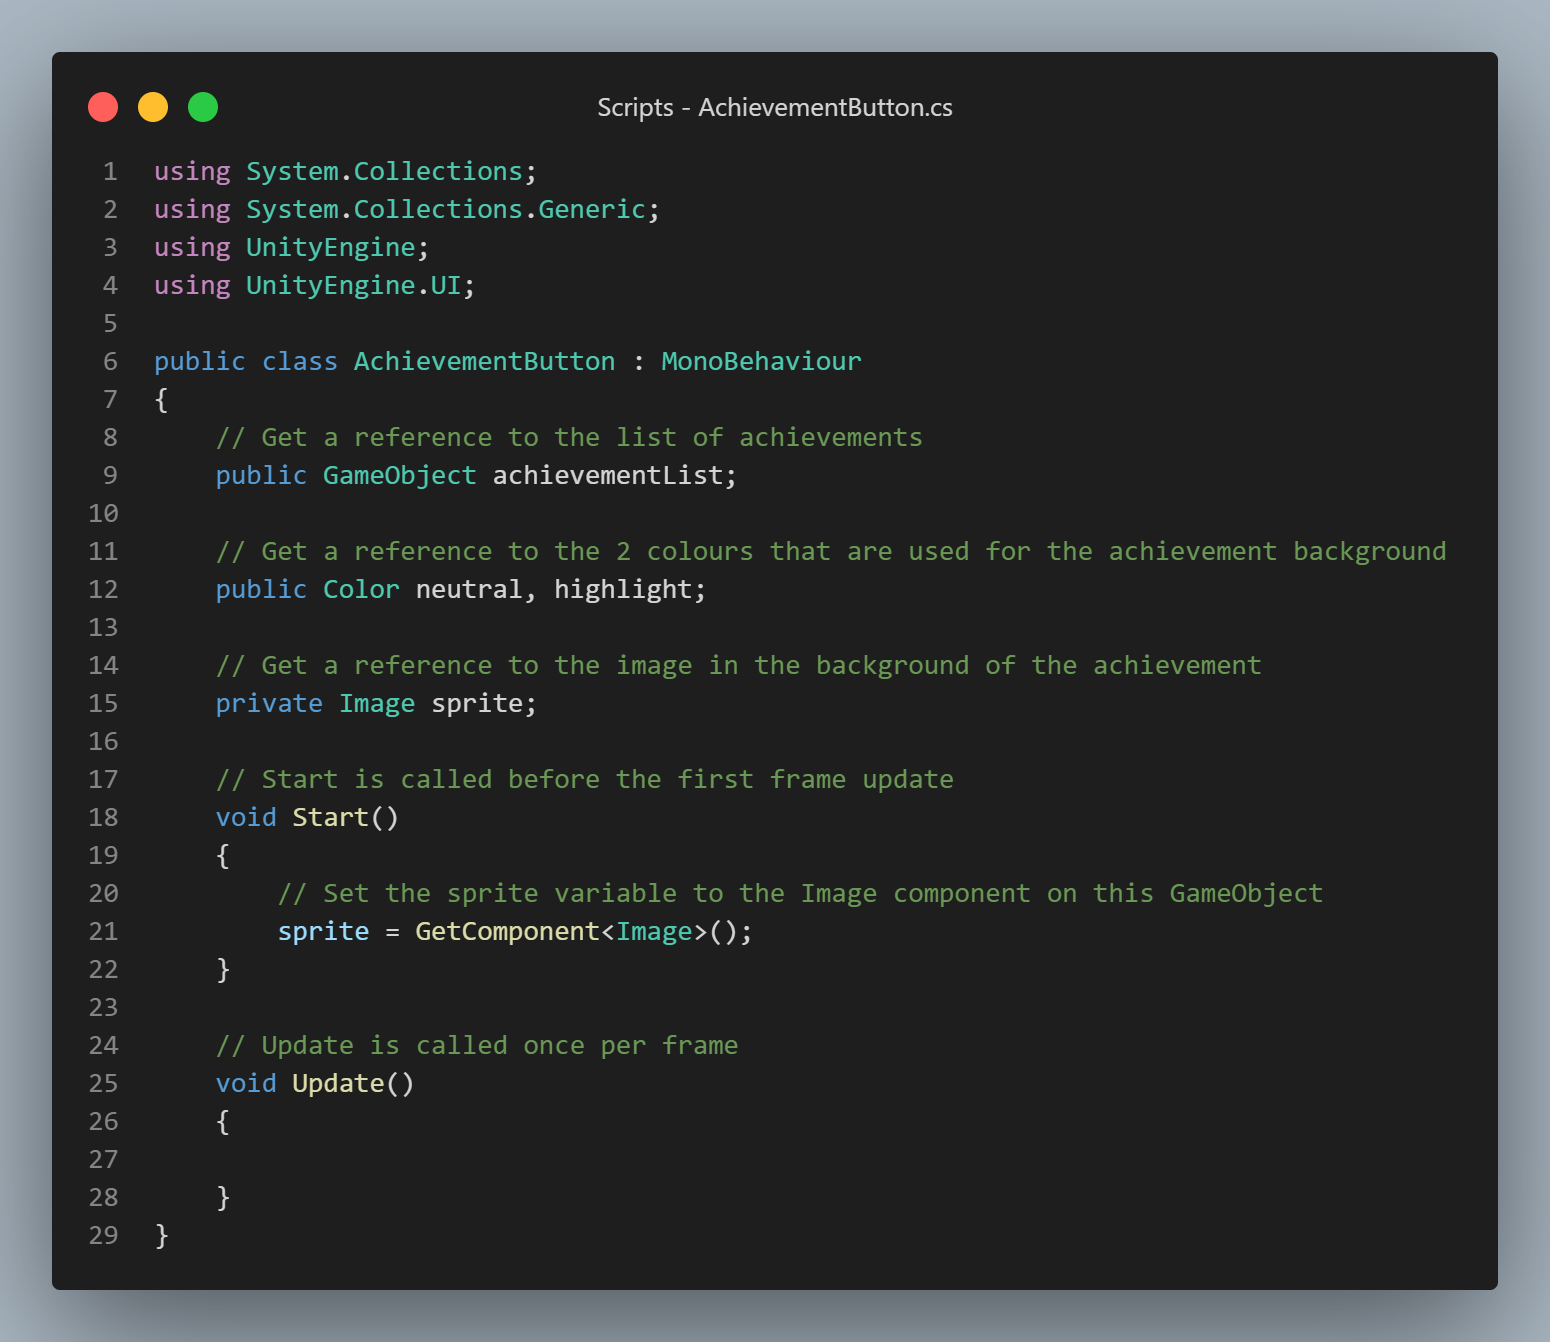 Scripts - AchievementButton.cs
1 using System.Collections;
2 using System.Collections.Generic;
3 using UnityEngine;
4 using UnityEngine.UI;
5
6 public class AchievementButton : MonoBehaviour
7 {
8     // Get a reference to the list of achievements
9     public GameObject achievementList;
10
11     // Get a reference to the 2 colours that are used for the achievement background
12     public Color neutral, highlight;
13
14     // Get a reference to the image in the background of the achievement
15     private Image sprite;
16
17     // Start is called before the first frame update
18     void Start()
19     {
20         // Set the sprite variable to the Image component on this GameObject
21         sprite = GetComponent<Image>();
22     }
23
24     // Update is called once per frame
25     void Update()
26     {
27
28     }
29 }